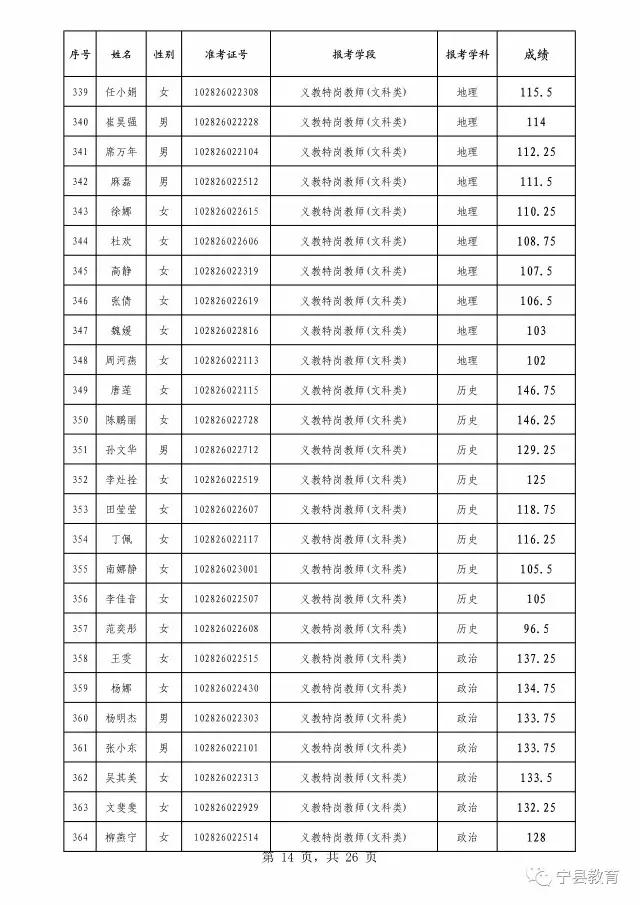 序号 姓名 性别 准考证号 报考学段 报考学科 成绩
339 任小娟 女 102826022308 义教特岗教师(文科类) 地理 115.5
340 崔昊强 男 102826022228 义教特岗教师(文科类) 地理 114
341 席万年 男 102826022104 义教特岗教师(文科类) 地理 112.25
342 麻磊 男 102826022512 义教特岗教师(文科类) 地理 111.5
343 徐娜 女 102826022615 义教特岗教师(文科类) 地理 110.25
344 杜欢 女 102826022606 义教特岗教师(文科类) 地理 108.75
345 高静 女 102826022319 义教特岗教师(文科类) 地理 107.5
346 张倩 女 102826022619 义教特岗教师(文科类) 地理 106.5
347 魏媛 女 102826022816 义教特岗教师(文科类) 地理 103
348 周河燕 女 102826022113 义教特岗教师(文科类) 地理 102
349 唐莲 女 102826022115 义教特岗教师(文科类) 历史 146.75
350 陈鹏丽 女 102826022728 义教特岗教师(文科类) 历史 146.25
351 孙文华 男 102826022712 义教特岗教师(文科类) 历史 129.25
352 李灶拴 女 102826022519 义教特岗教师(文科类) 历史 125
353 田莹莹 女 102826022607 义教特岗教师(文科类) 历史 118.75
354 丁佩 女 102826022117 义教特岗教师(文科类) 历史 116.25
355 南娜静 女 102826023001 义教特岗教师(文科类) 历史 105.5
356 李佳音 女 102826022507 义教特岗教师(文科类) 历史 105
357 范奕彤 女 102826022608 义教特岗教师(文科类) 历史 96.5
358 王雯 女 102826022515 义教特岗教师(文科类) 政治 137.25
359 杨娜 女 102826022430 义教特岗教师(文科类) 政治 134.75
360 杨明杰 男 102826022303 义教特岗教师(文科类) 政治 133.75
361 张小东 男 102826022101 义教特岗教师(文科类) 政治 133.75
362 吴其美 女 102826022313 义教特岗教师(文科类) 政治 133.5
363 文斐斐 女 102826022929 义教特岗教师(文科类) 政治 132.25
364 柳燕宁 女 102826022514 义教特岗教师(文科类) 政治 128
第 14 页，共 26 页
宁县教育